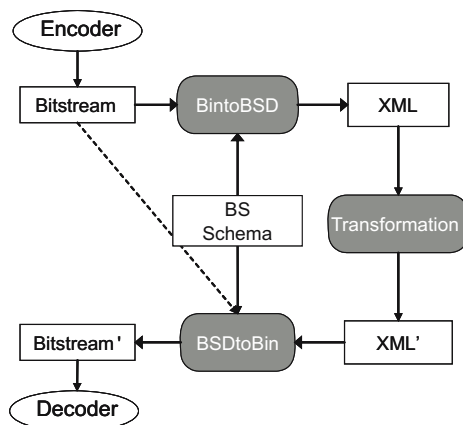 Encoder
Bitstream
BintoBSD
XML
BS
Schema
Transformation
Bitstream'
BSDtoBin
XML'
Decoder